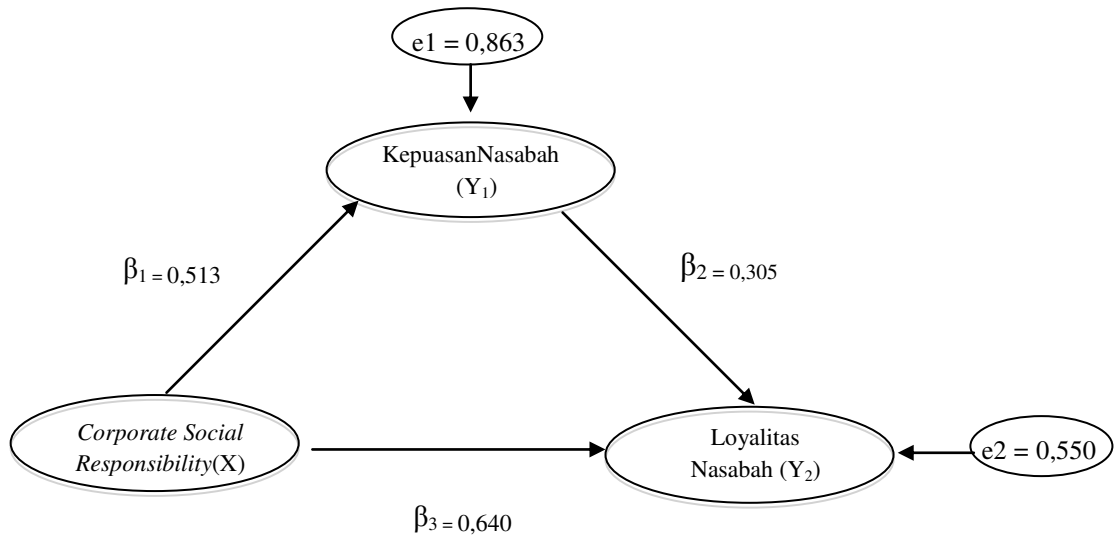 e1 = 0,863
KepuasanNasabah
(Y₁)
β₁ = 0,513
β₂ = 0,305
Corporate Social
Responsibility(X)
Loyalitas
Nasabah (Y₂)
e2 = 0,550
β₃ = 0,640